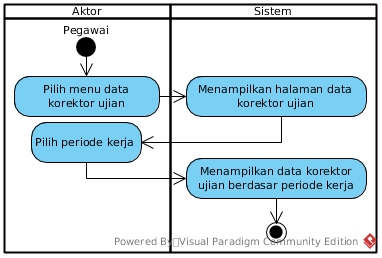 Aktor
Sistem
Pegawai
Pilih menu data
korektor ujian
Menampilkan halaman data
korektor ujian
Pilih periode kerja
Menampilkan data korektor
ujian berdasar periode kerja
Powered By Visual Paradigm Community Edition